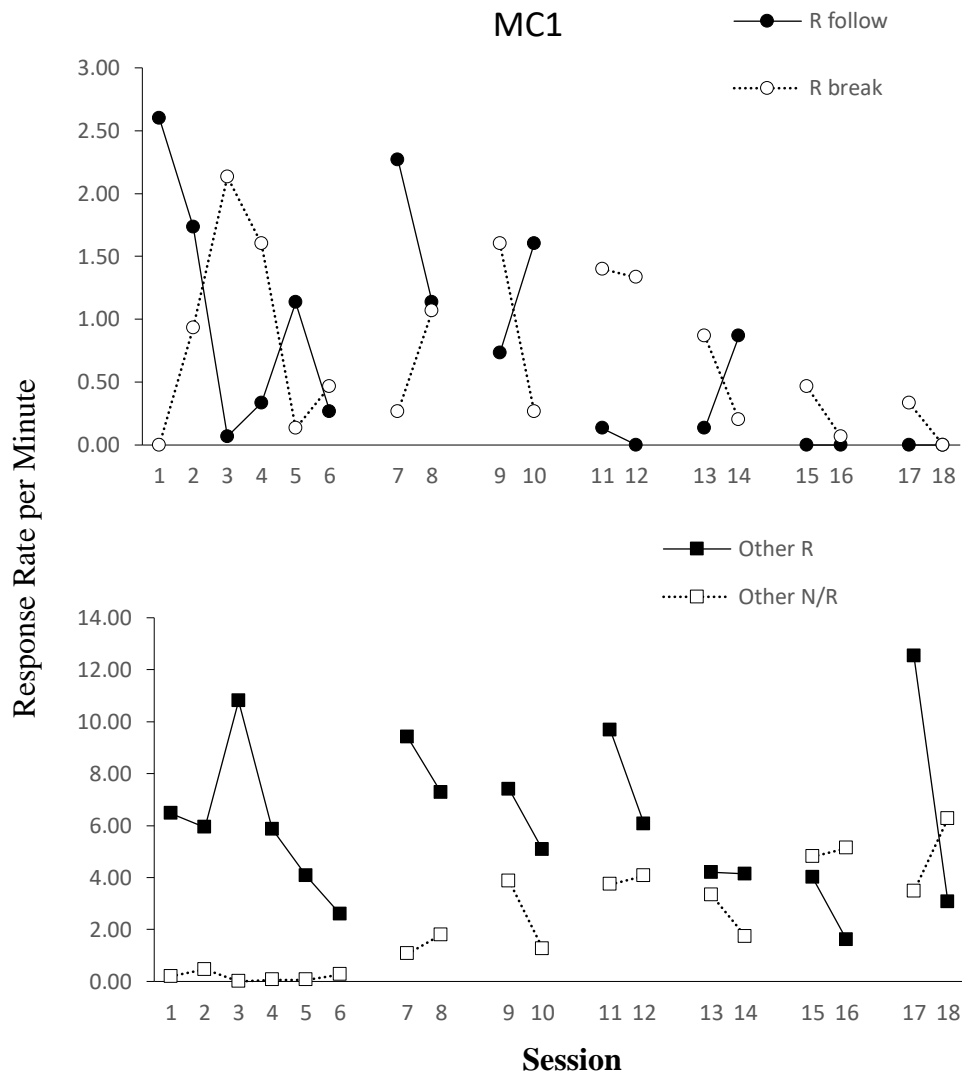 MC1
R follow
R break
3.00
2.50
2.00
1.50
1.00
0.50
0.00
1 2 3 4 5 6 7 8 9 10 11 12 13 14 15 16 17 18
Response Rate per Minute
Other R
Other N/R
14.00
12.00
10.00
8.00
6.00
4.00
2.00
0.00
1 2 3 4 5 6 7 8 9 10 11 12 13 14 15 16 17 18
Session